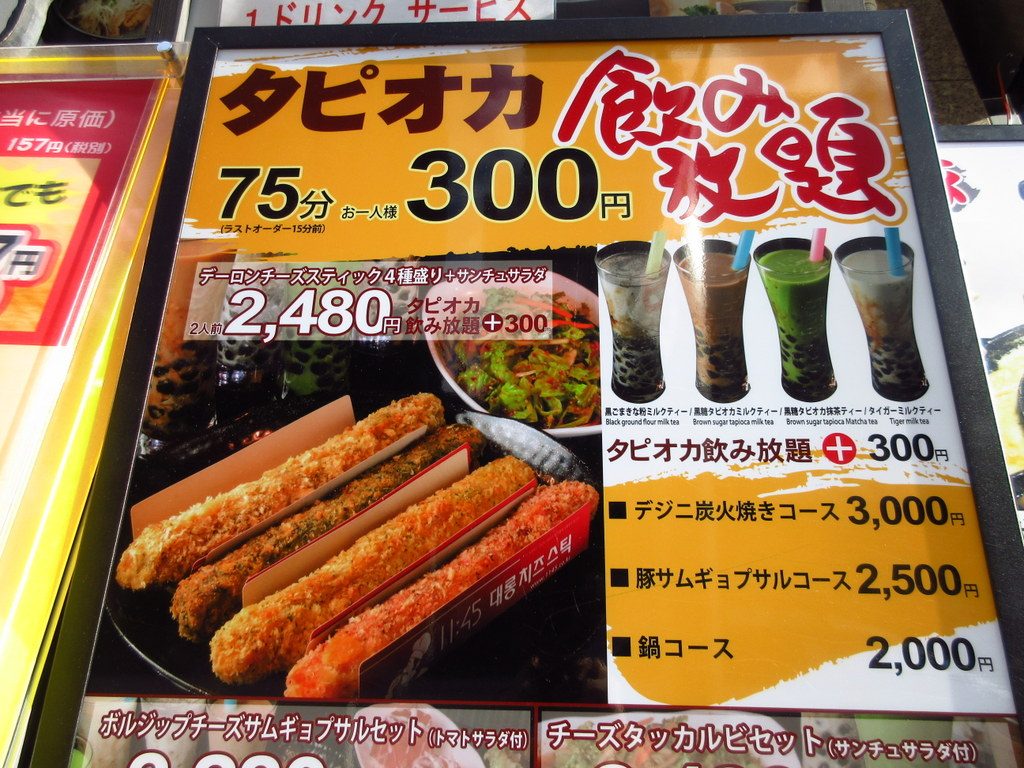 1ドリンク サービス
当に原価)
157円(税別)
でも
7円
タピオカ 飲み放題
75分 お一人様 300円
(ラストオーダー15分前)
デーロンチーズスティック4種盛り+サンチュサラダ
2人前 2,480円 タピオカ飲み放題+300
黒ごまきな粉ミルクティー / 黒糖タピオカミルクティー / 黒糖タピオカ抹茶ティー / タイガーミルクティー
Black ground flour milk tea Brown sugar tapioca milk tea Brown sugar tapioca Matcha tea Tiger milk tea
タピオカ飲み放題 + 300円
■ デジニ炭火焼きコース 3,000円
■ 豚サムギョプサルコース 2,500円
■ 鍋コース 2,000円
11:45 대롱치즈스틱
ボルジップチーズサムギョプサルセット (トマトサラダ付)
チーズタッカルビセット (サンチュサラダ付)